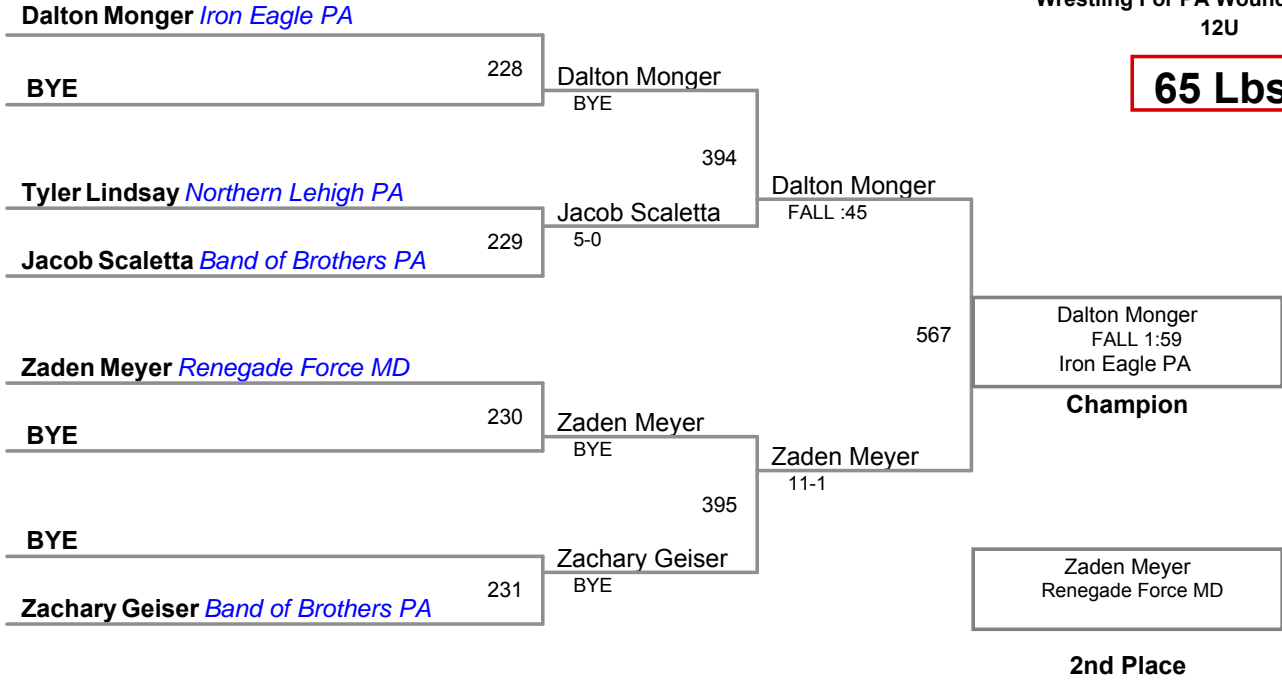 Dalton Monger Iron Eagle PA
Wrestling For PA
12U
BYE
228
Dalton Monger
BYE
65 Lbs
394
Tyler Lindsay Northern Lehigh PA
Dalton Monger
FALL :45
Jacob Scaletta
5-0
229
Jacob Scaletta Band of Brothers PA
567
Dalton Monger
FALL 1:59
Iron Eagle PA
Champion
Zaden Meyer Renegade Force MD
230
BYE
Zaden Meyer
BYE
Zaden Meyer
11-1
395
BYE
Zachary Geiser
BYE
231
Zachary Geiser Band of Brothers PA
Zaden Meyer
Renegade Force MD
2nd Place